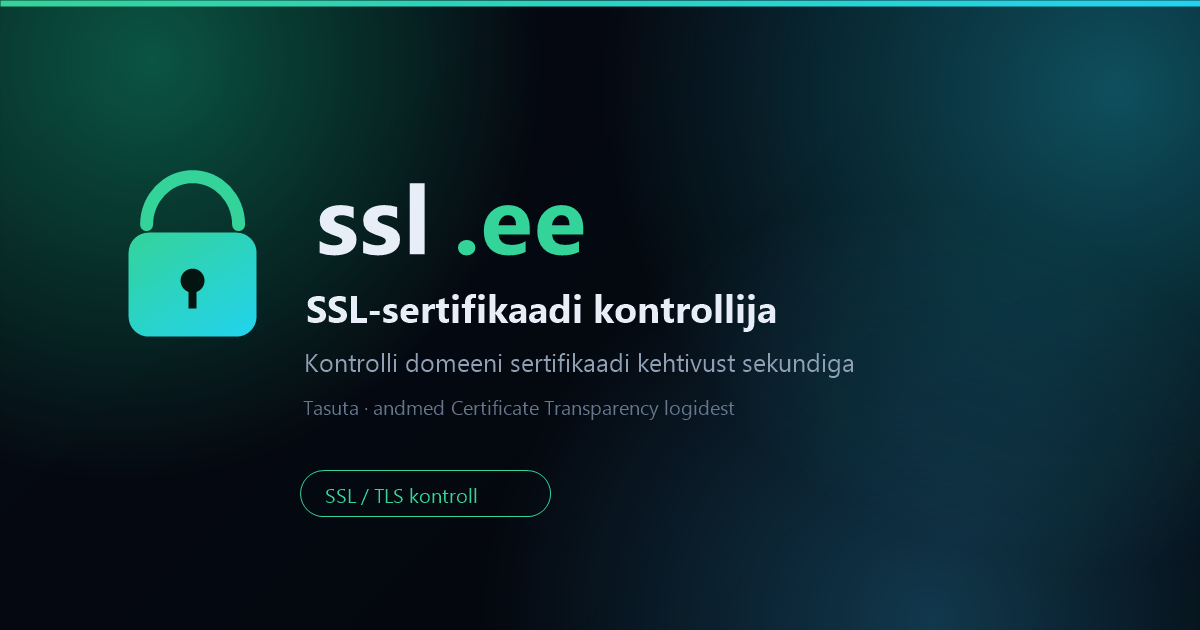 ssl .ee
SSL-sertifikaadi kontrollija
Kontrolli domeeni sertifikaadi kehtivust sekundiga
Tasuta · andmed Certificate Transparency logidest
SSL / TLS kontroll